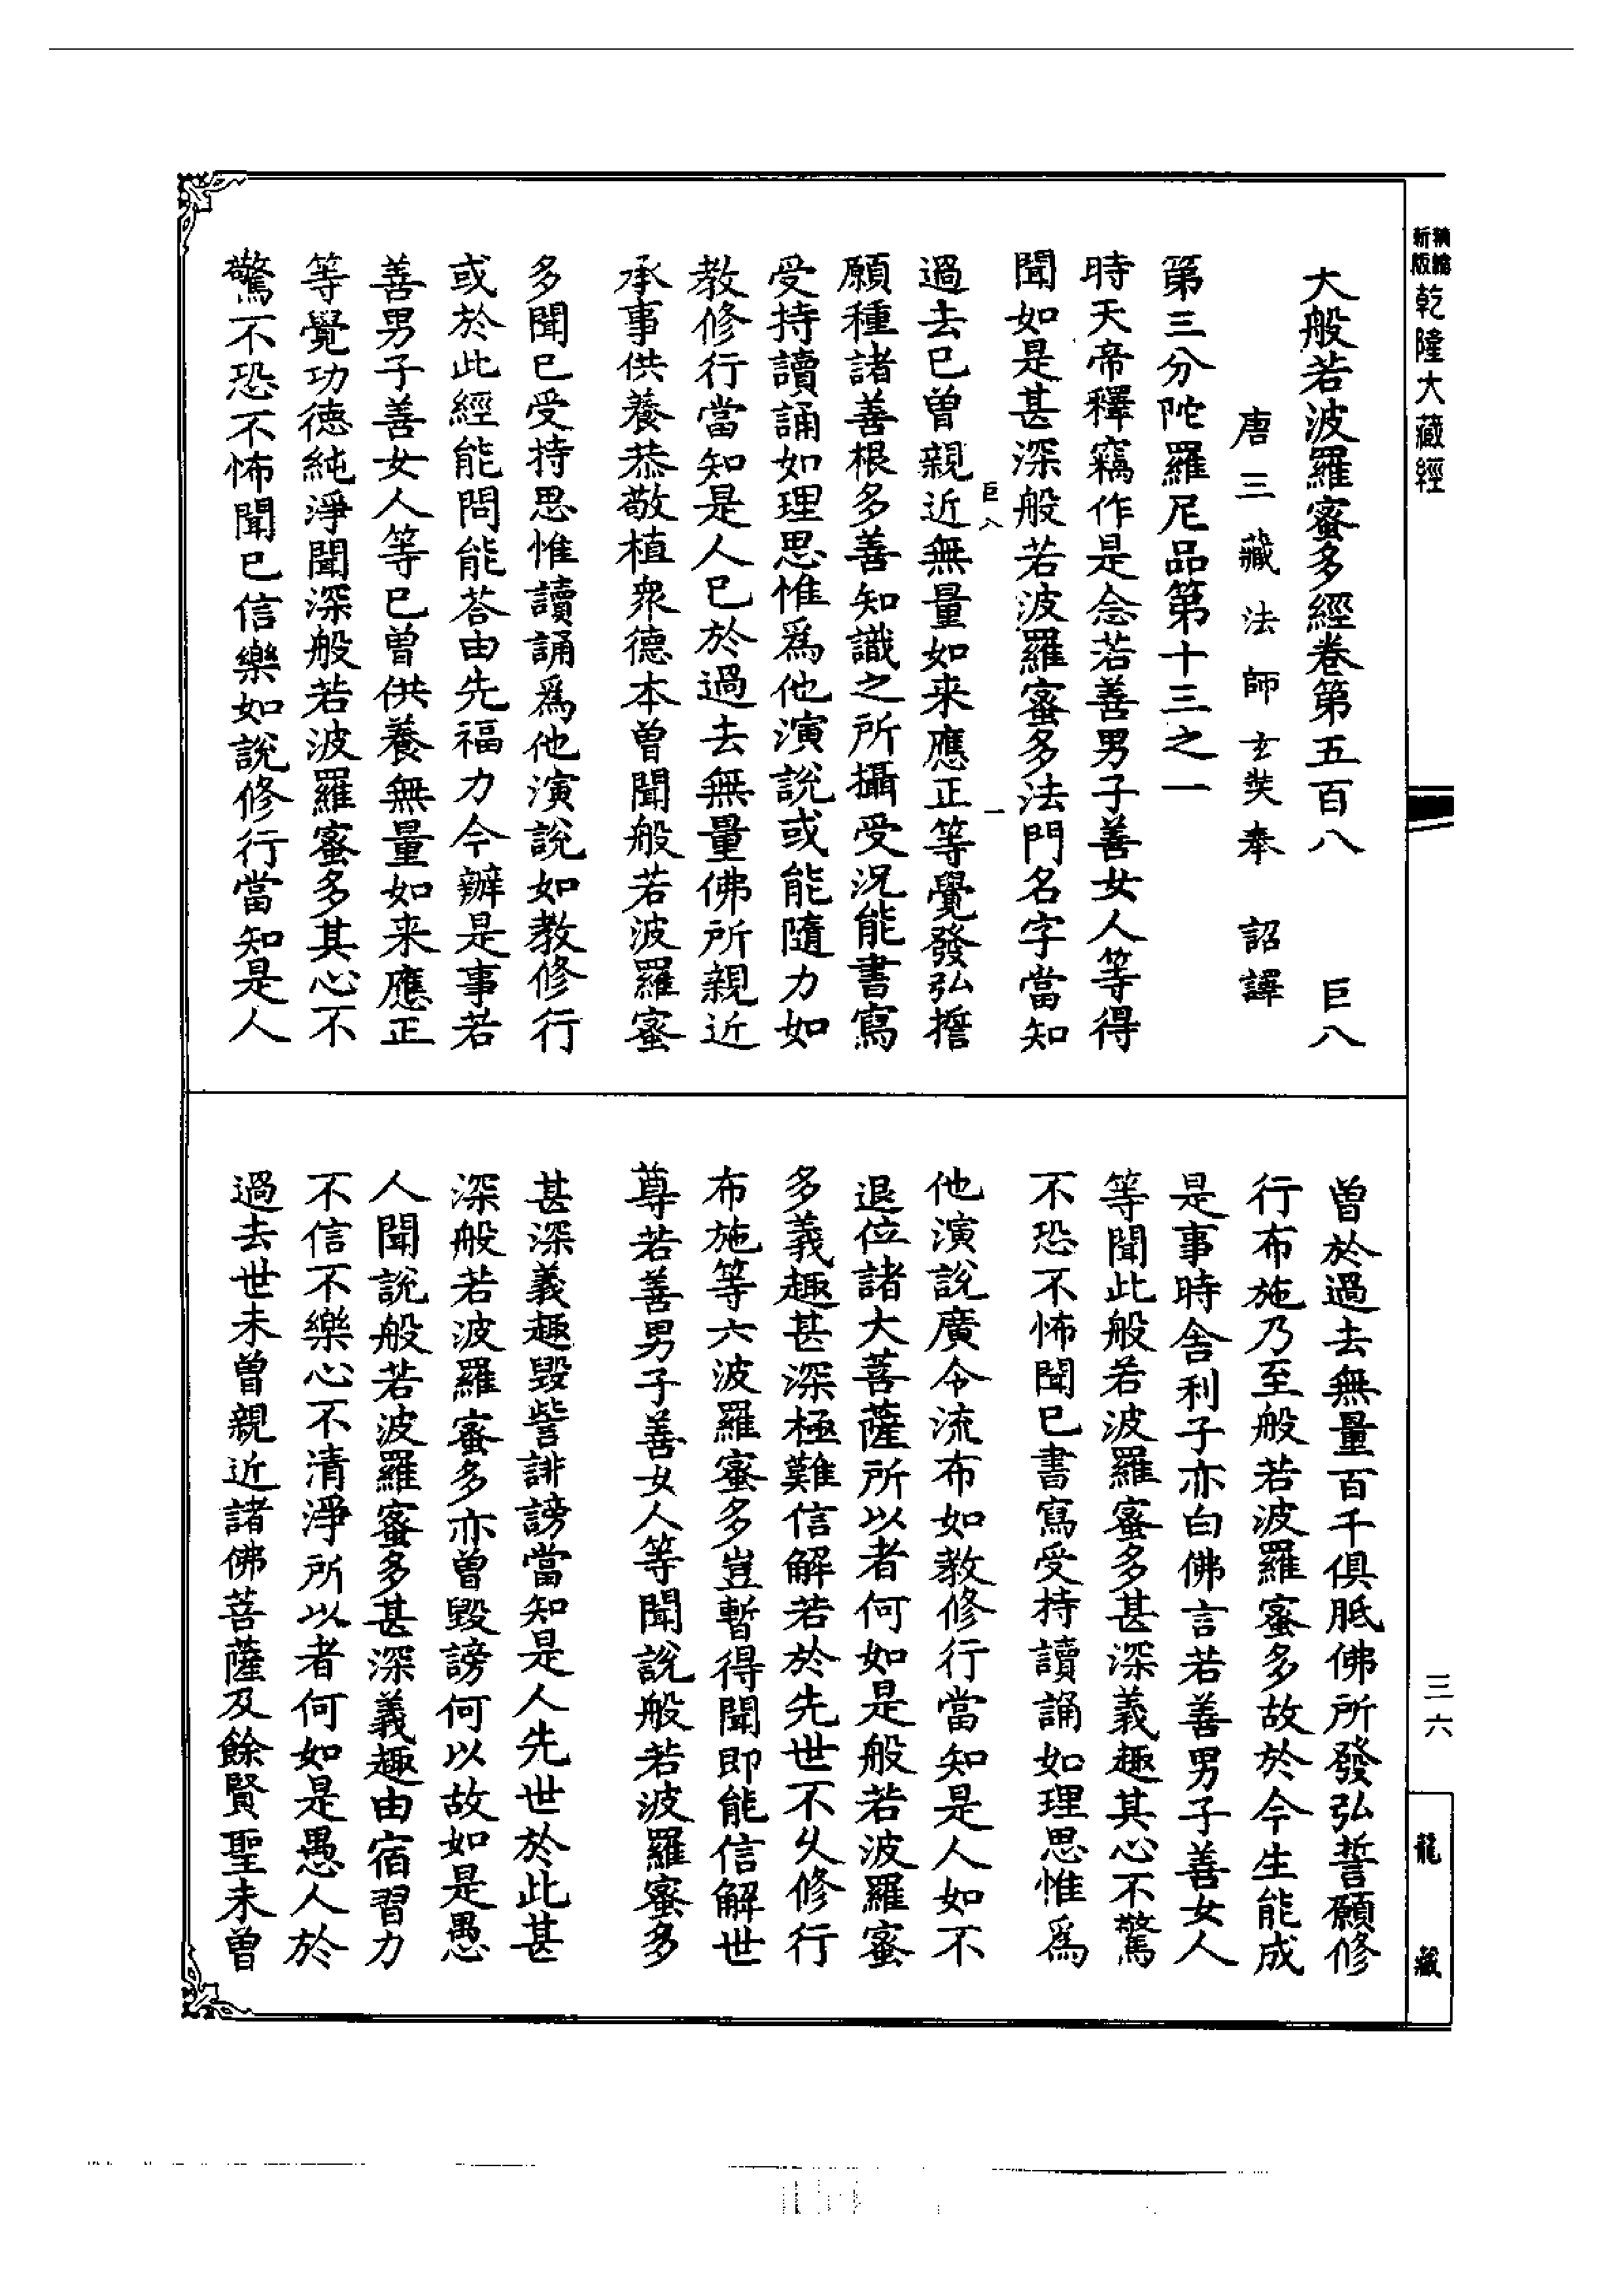 新版精縮乾隆大藏經
大般若波羅蜜多經卷第五百八 巨八
唐三藏法師玄奘奉 詔譯
第三分陀羅尼品第十三之一
時天帝釋竊作是念若善男子善女人等得
聞如是甚深般若波羅蜜多法門名字當知
巨八 一
過去已曾親近無量如来應正等覺發弘誓
願種諸善根多善知識之所攝受況能書寫
受持讀誦如理思惟爲他演說或能隨力如
教修行當知是人已於過去無量佛所親近
承事供養恭敬植衆德本曾聞般若波羅蜜
多聞已受持思惟讀誦爲他演說如教修行
或於此經能問能荅由先福力今辦是事若
善男子善女人等已曾供養無量如来應正
等覺功德純淨聞深般若波羅蜜多其心不
驚不恐不怖聞已信樂如說修行當知是人
曾於過去無量百千俱胝佛所發弘誓願修
行布施乃至般若波羅蜜多故於今生能成
是事時舍利子亦白佛言若善男子善女人
等聞此般若波羅蜜多甚深義趣其心不驚
不恐不怖聞已書寫受持讀誦如理思惟爲
他演說廣令流布如教修行當知是人如不
退位諸大菩薩所以者何如是般若波羅蜜
多義趣甚深極難信解若於先世不久修行
布施等六波羅蜜多豈暫得聞即能信解世
尊若善男子善女人等聞說般若波羅蜜多
甚深義趣毀訾誹謗當知是人先世於此甚
深般若波羅蜜多亦曾毀謗何以故如是愚
人聞說般若波羅蜜多甚深義趣由宿習力
不信不樂心不清淨所以者何如是愚人於
過去世未曾親近諸佛菩薩及餘賢聖未曾
三六
龍藏